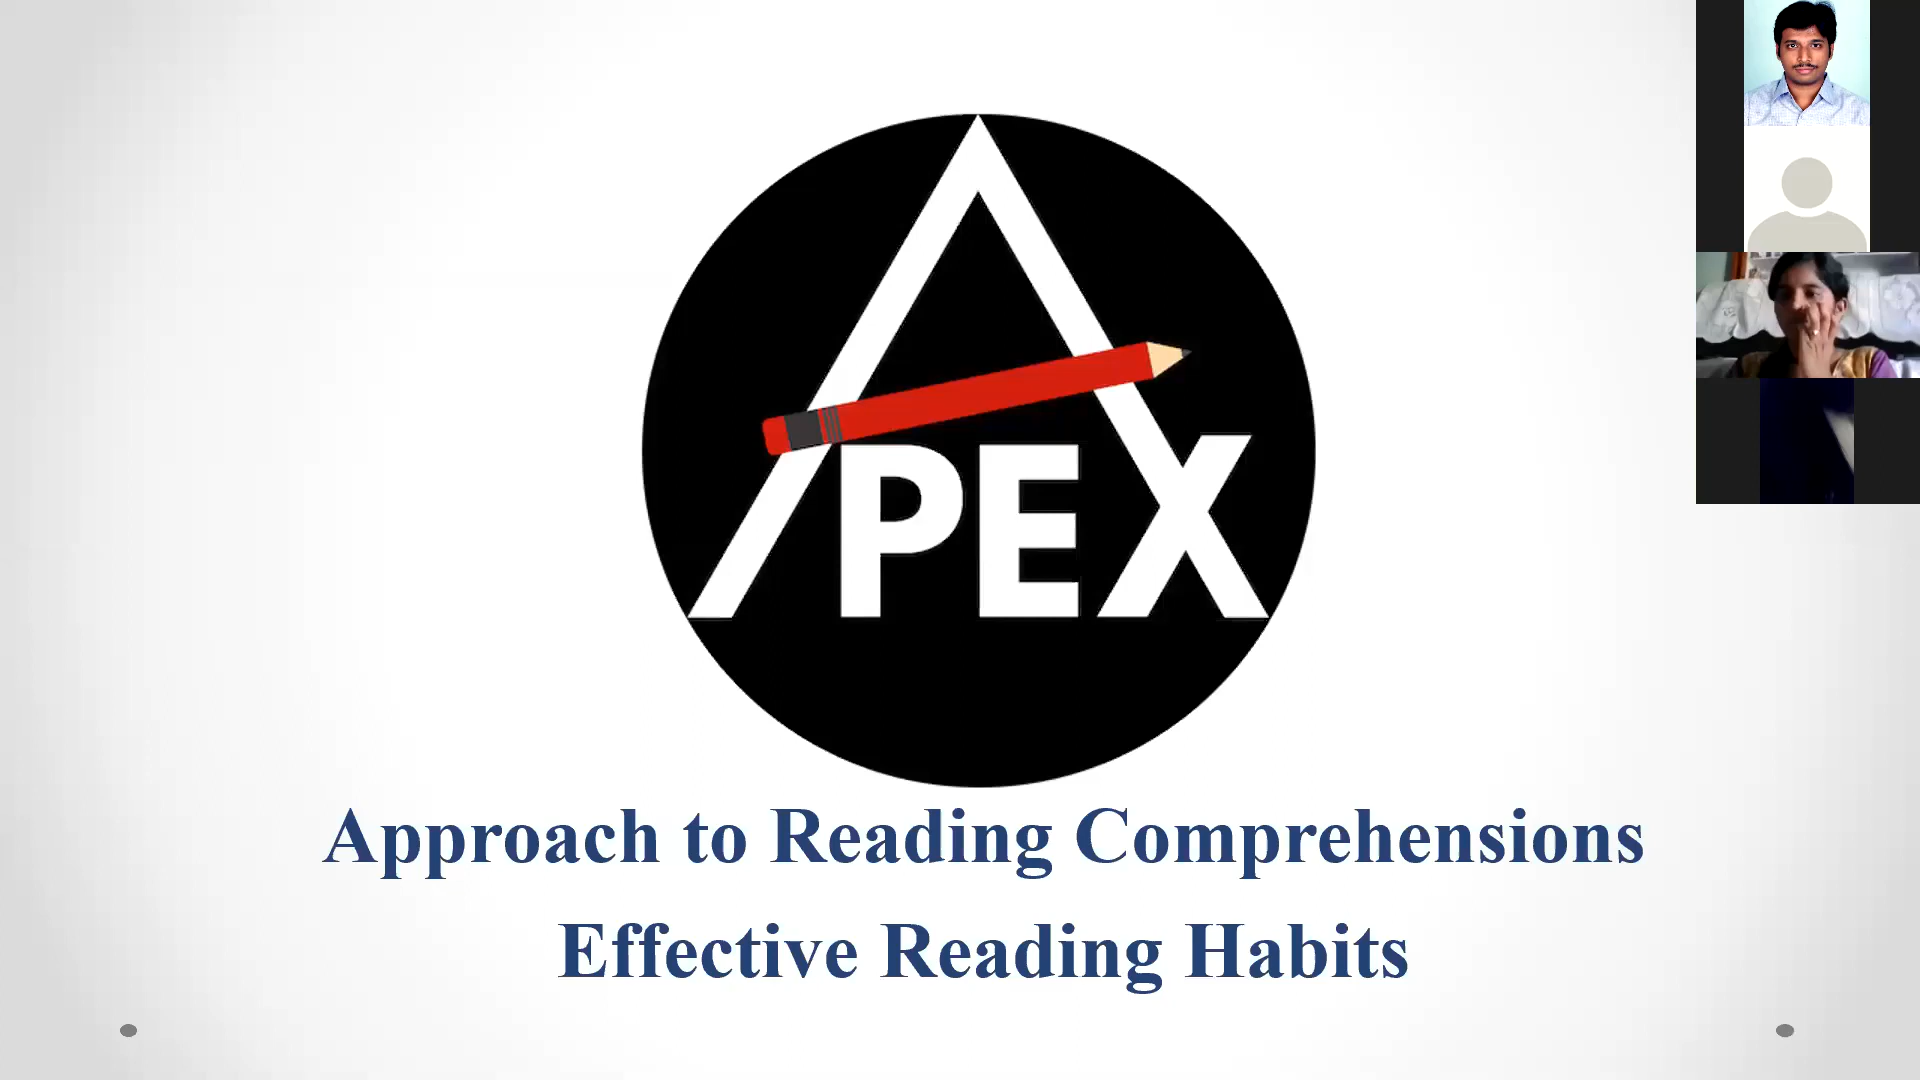 APEX
Approach to Reading Comprehensions
Effective Reading Habits